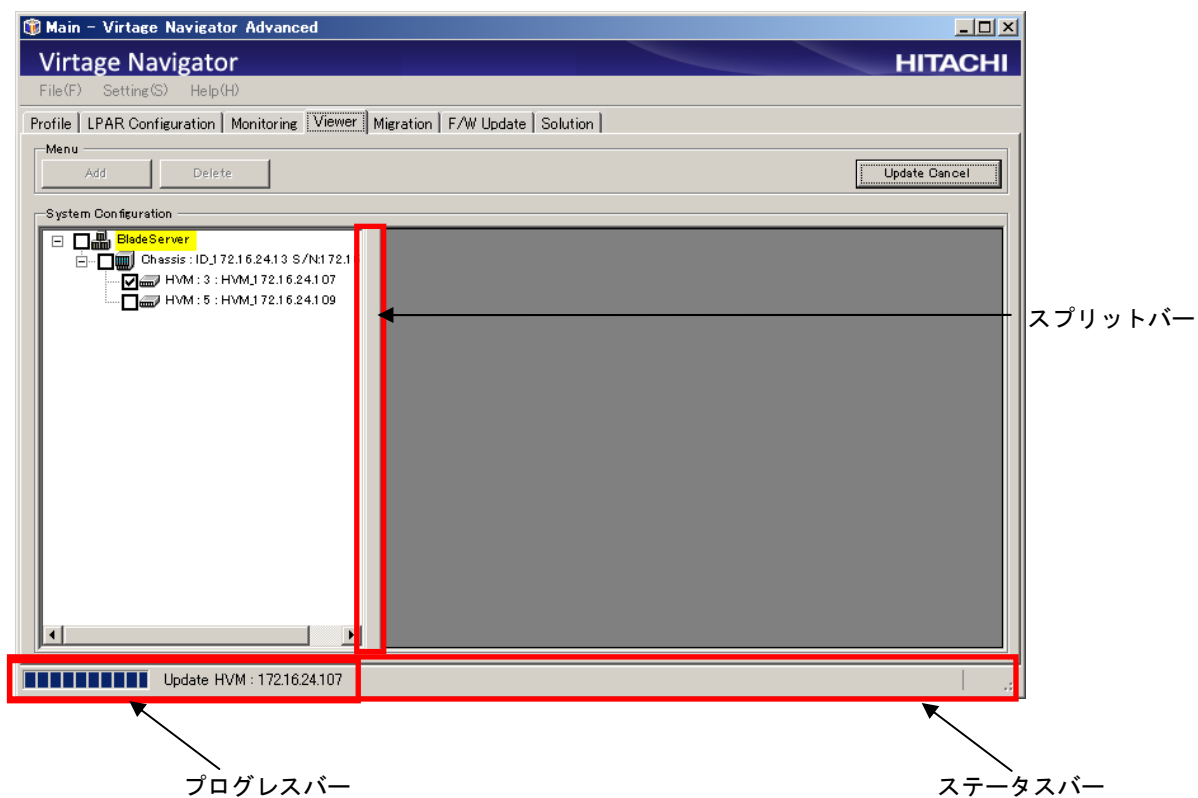 Main - Virtage Navigator Advanced
Virtage Navigator
HITACHI
File(F) Setting(S) Help(H)
Profile LPAR Configuration Monitoring Viewer Migration F/W Update Solution
Menu
Add Delete Update Cancel
System Configuration
BladeServer
Chassis : ID_172.16.24.13 S/N:172.1
HVM : 3 : HVM_172.16.24.107
HVM : 5 : HVM_172.16.24.109
スプリットバー
Update HVM : 172.16.24.107
プログレスバー
ステータスバー